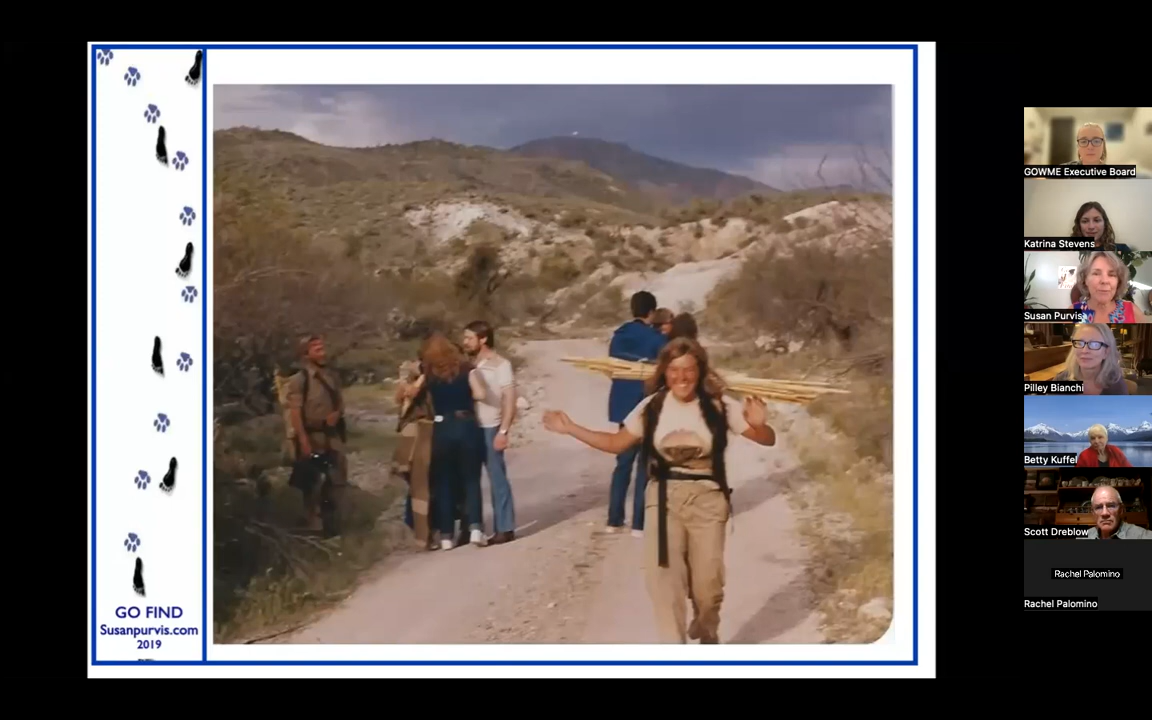 GO FIND
Susanpurvis.com
2019
GOWME Executive Board
Katrina Stevens
Susan Purvis
Pilley Bianchi
Betty Kuffel
Scott Dreblow
Rachel Palomino
Rachel Palomino